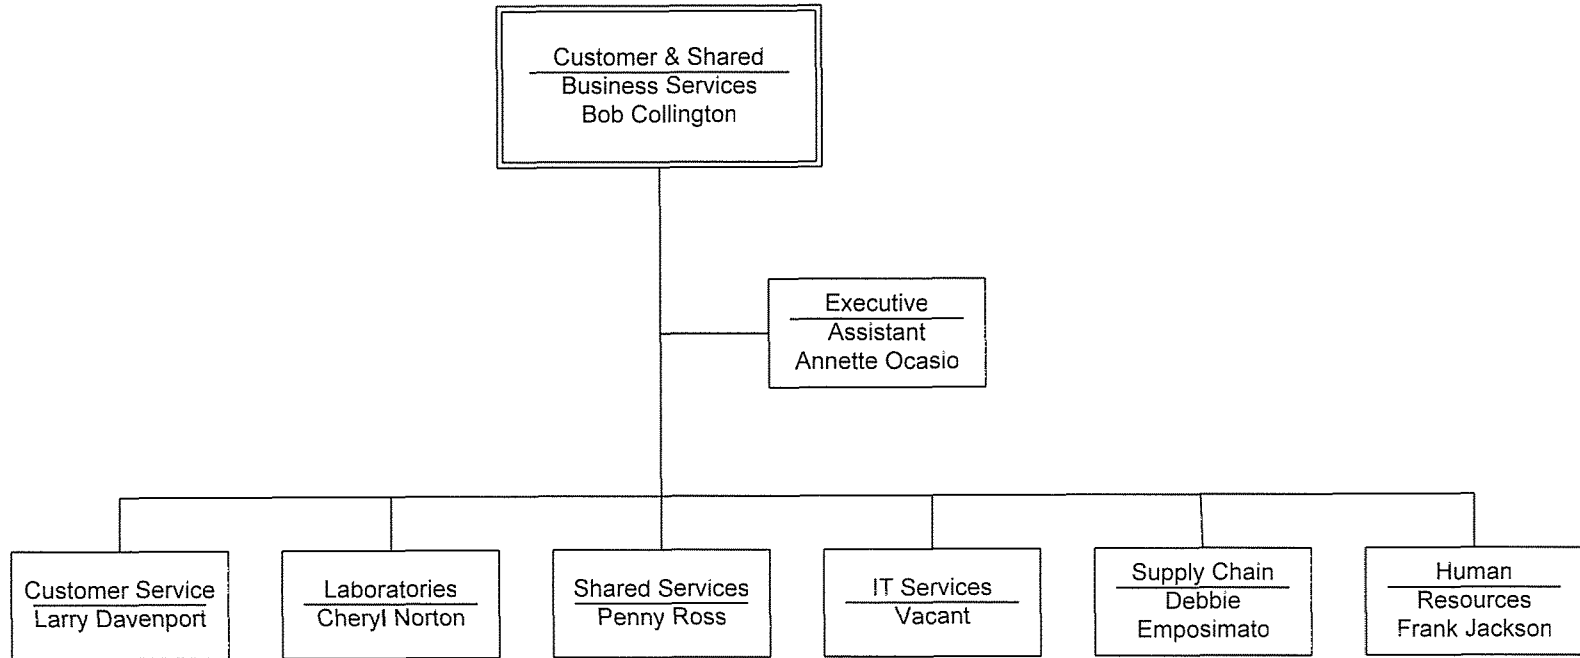 Customer & Shared
Business Services
Bob Collington
Executive
Assistant
Annette Ocasio
Customer Service
Larry Davenport
Laboratories
Cheryl Norton
Shared Services
Penny Ross
IT Services
Vacant
Supply Chain
Debbie
Emposimato
Human
Resources
Frank Jackson